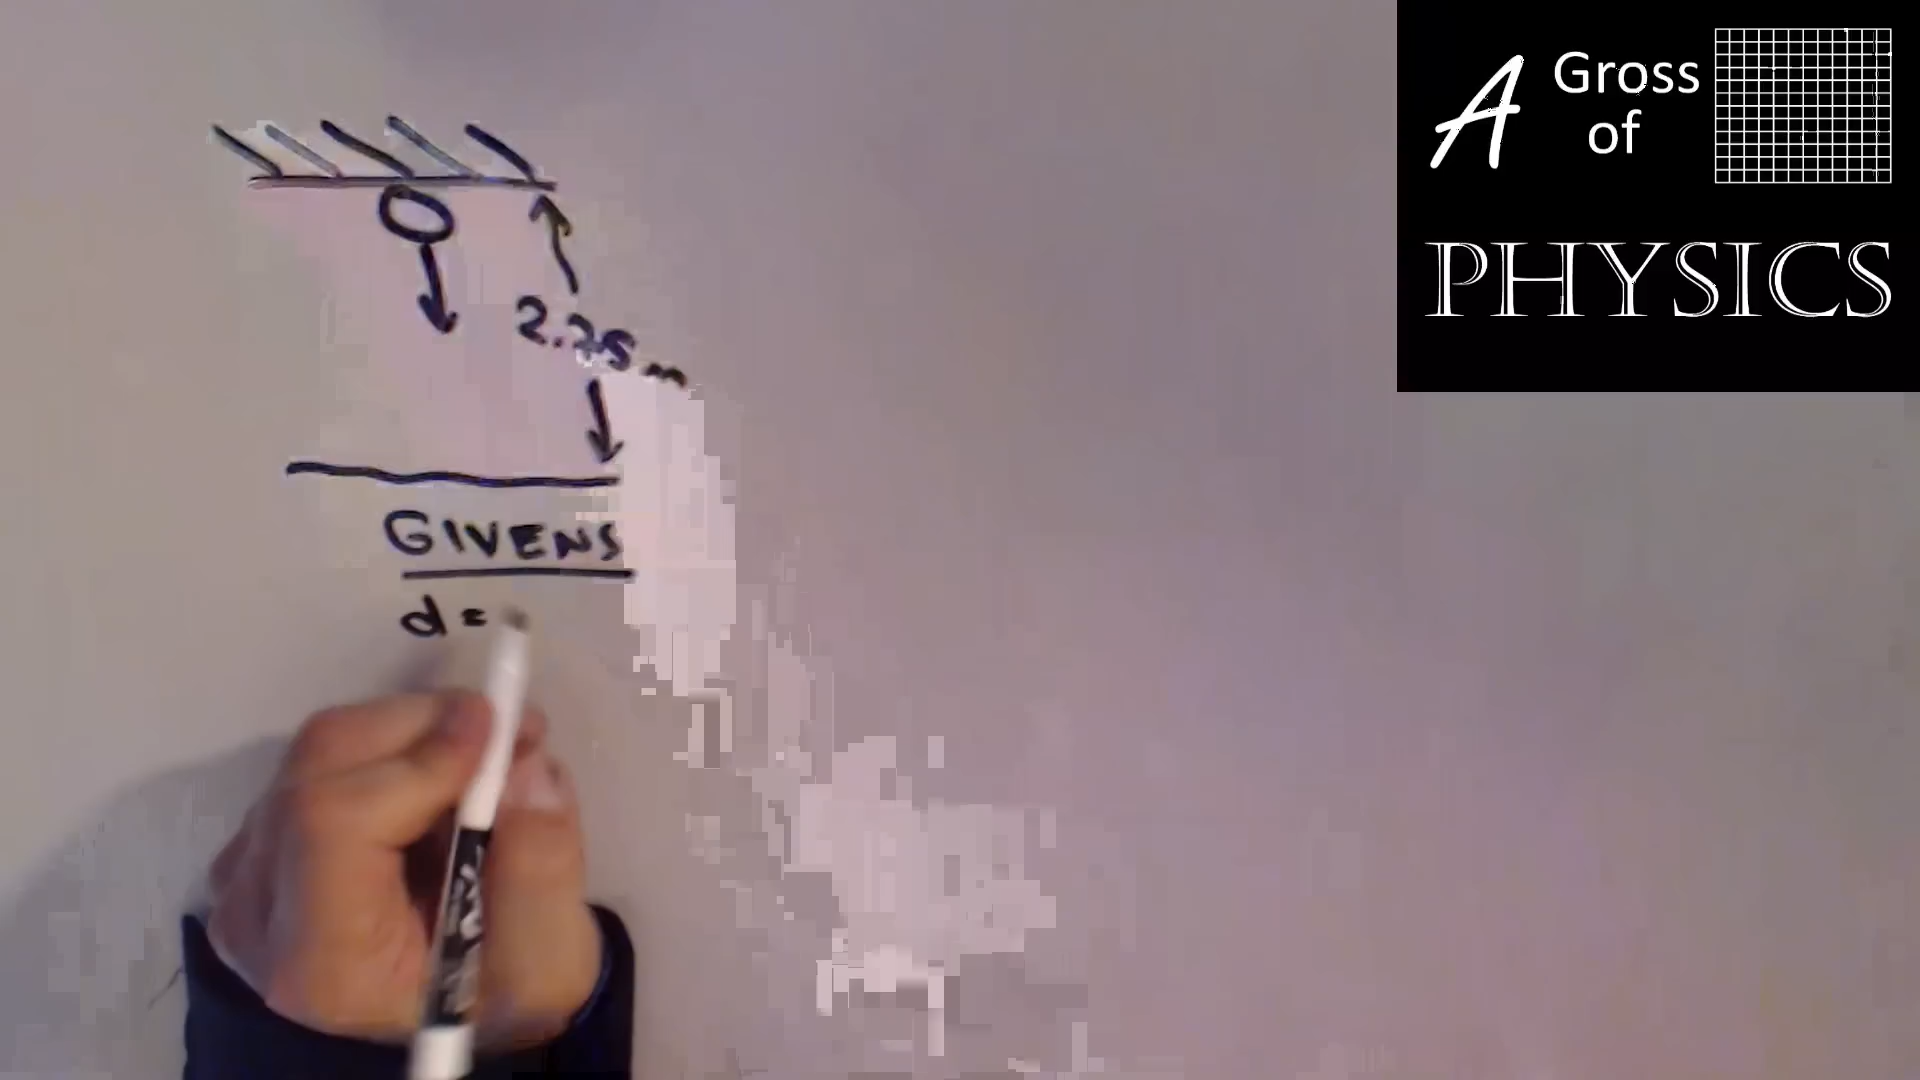 A Gross
of
PHYSICS
2.25 m
GIVENS
d =